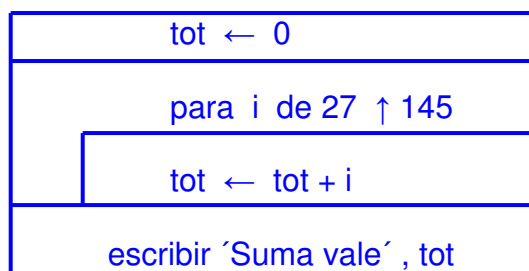 tot ← 0
para i de 27 ↑ 145
tot ← tot + i
escribir ´Suma vale´ , tot